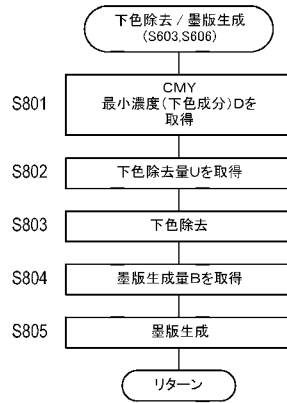 下色除去 / 墨版生成
(S603,S606)
S801
CMY
最小濃度(下色成分)Dを
取得
S802
下色除去量Uを取得
S803
下色除去
S804
墨版生成量Bを取得
S805
墨版生成
リターン